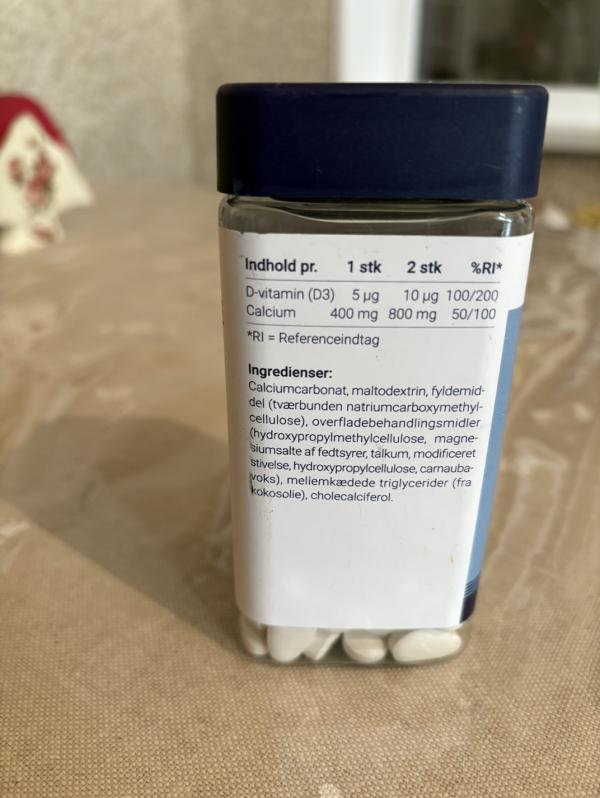 Indhold pr. 1 stk 2 stk %RI*
D-vitamin (D3) 5 µg 10 µg 100/200
Calcium 400 mg 800 mg 50/100
*RI = Referenceindtag
Ingredienser:
Calciumcarbonat, maltodextrin, fyldemid-
del (tværbunden natriumcarboxymethyl-
cellulose), overfladebehandlingsmidler
(hydroxypropylmethylcellulose, magne-
siumsalte af fedtsyrer, talkum, modificeret
stivelse, hydroxypropylcellulose, carnauba-
voks), mellemkædede triglycerider (fra
kokosolie), cholecalciferol.